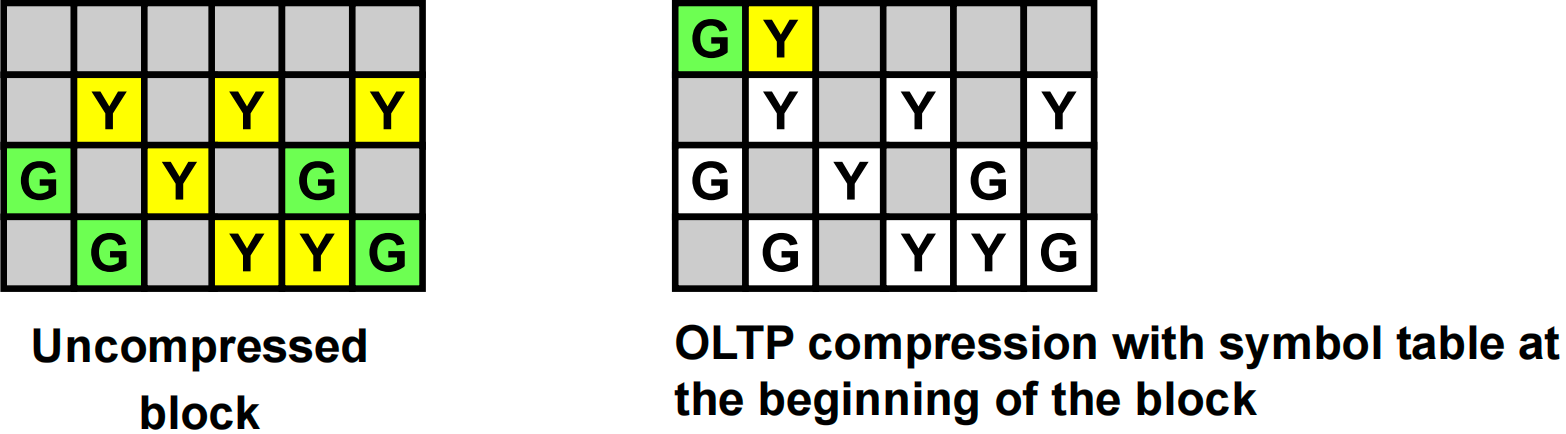 G Y
Y Y Y Y Y Y
G Y G G Y G
G Y Y G G Y Y G
Uncompressed
block
OLTP compression with symbol table at
the beginning of the block